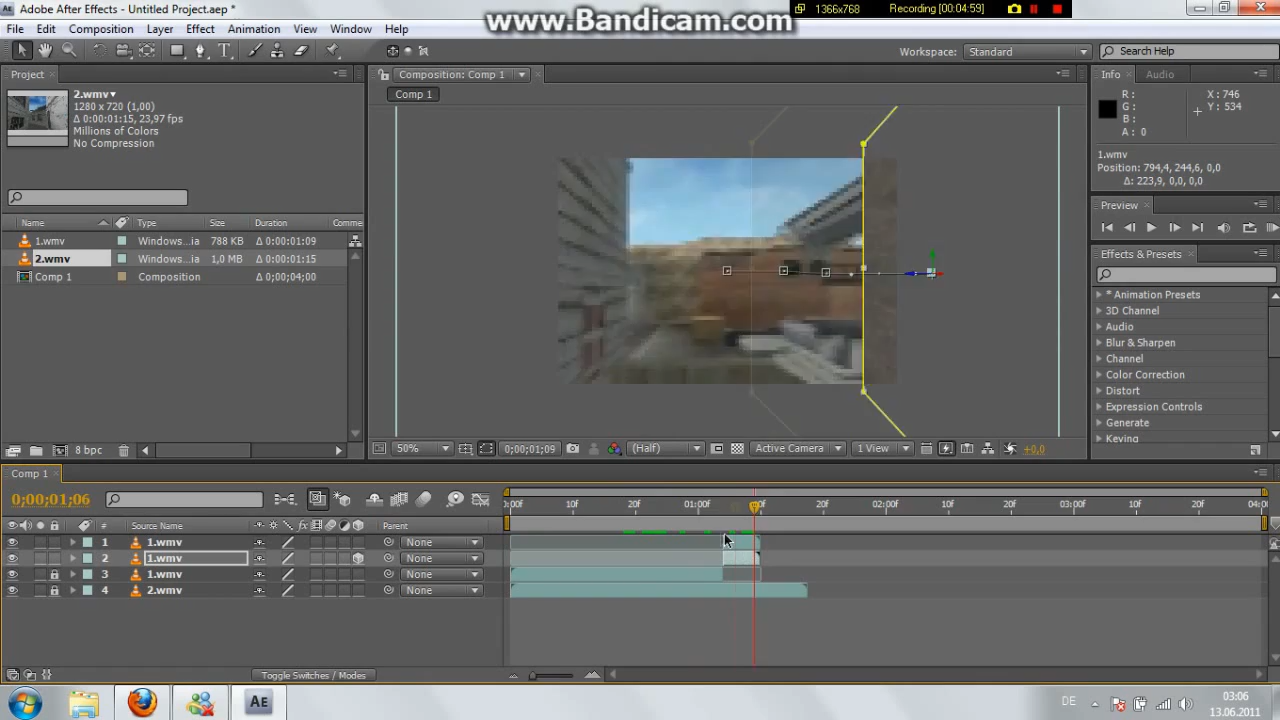 Adobe After Effects - Untitled Project.aep *
www.Bandicam.com
1366x768
Recording [00:04:59]
File Edit Composition Layer Effect Animation View Window Help
Workspace: Standard
Search Help
Project
2.wmv
1280 x 720 (1,00)
Δ 0:00:01:15, 23,97 fps
Millions of Colors
No Compression
Name Type Size Duration Comme
1.wmv Windows...ia 788 KB Δ 0:00:01:09
2.wmv Windows...ia 1,0 MB Δ 0:00:01:15
Comp 1 Composition Δ 0;00;04;00
8 bpc
Composition: Comp 1
Comp 1
50% 0;00;01;09 (Half) Active Camera 1 View +0,0
Info Audio
R: X: 746
G: Y: 534
B:
A: 0
1.wmv
Position: 794,4, 244,6, 0,0
Δ: 223,9, 0,0, 0,0
Preview
Effects & Presets
* Animation Presets
3D Channel
Audio
Blur & Sharpen
Channel
Color Correction
Distort
Expression Controls
Generate
Keying
Comp 1
0;00;01;06
10f 20f 01:00f 20f 02:00f 10f 20f 03:00f 10f 20f
# Source Name Parent
1 1.wmv None
2 1.wmv None
3 1.wmv None
4 2.wmv None
Toggle Switches / Modes
AE
DE
03:06
13.06.2011